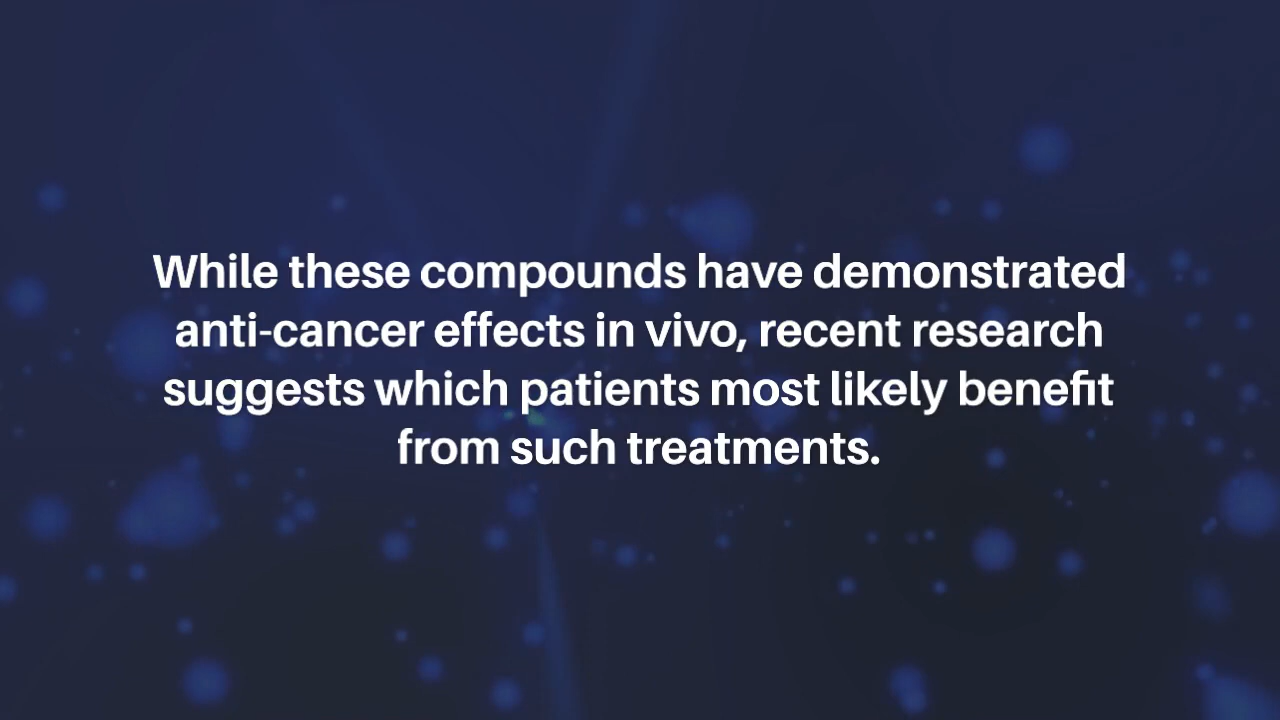 While these compounds have demonstrated
anti-cancer effects in vivo, recent research
suggests which patients most likely benefit
from such treatments.